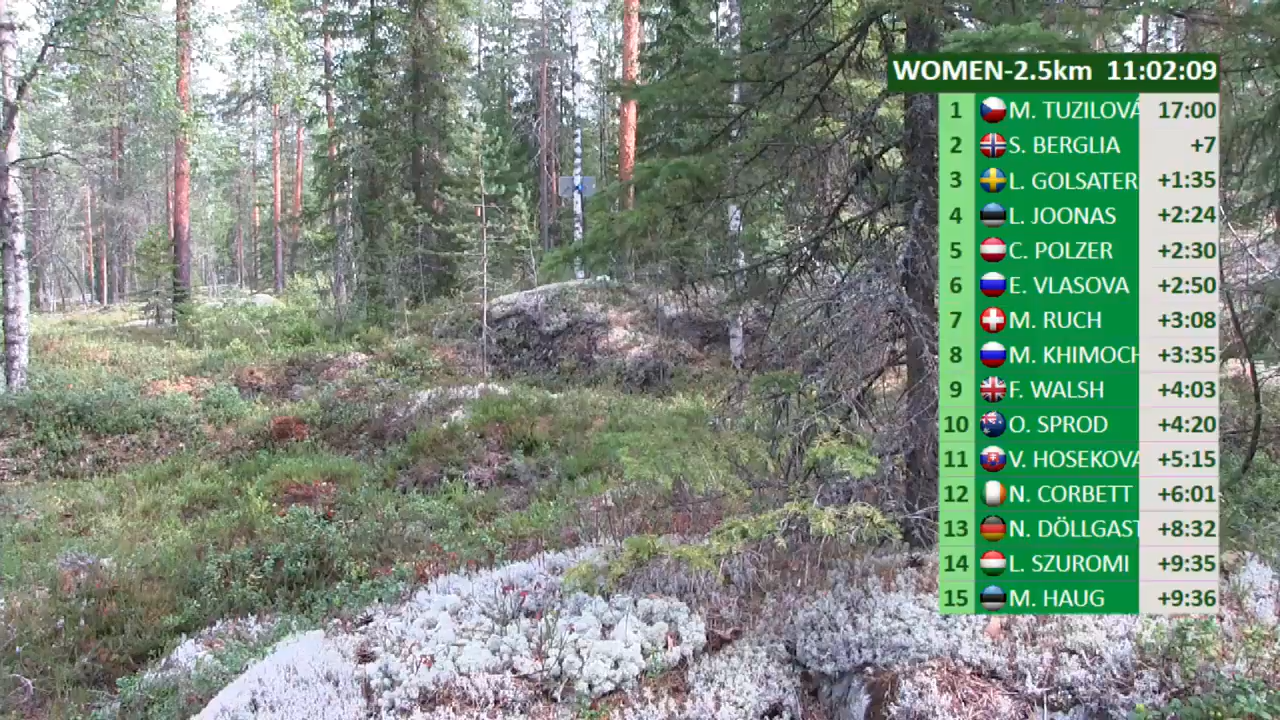 WOMEN-2.5km 11:02:09
1 M. TUZILOVÁ 17:00
2 S. BERGLIA +7
3 L. GOLSATER +1:35
4 L. JOONAS +2:24
5 C. POLZER +2:30
6 E. VLASOVA +2:50
7 M. RUCH +3:08
8 M. KHIMOCH +3:35
9 F. WALSH +4:03
10 O. SPROD +4:20
11 V. HOSEKOVA +5:15
12 N. CORBETT +6:01
13 N. DÖLLGAST +8:32
14 L. SZUROMI +9:35
15 M. HAUG +9:36